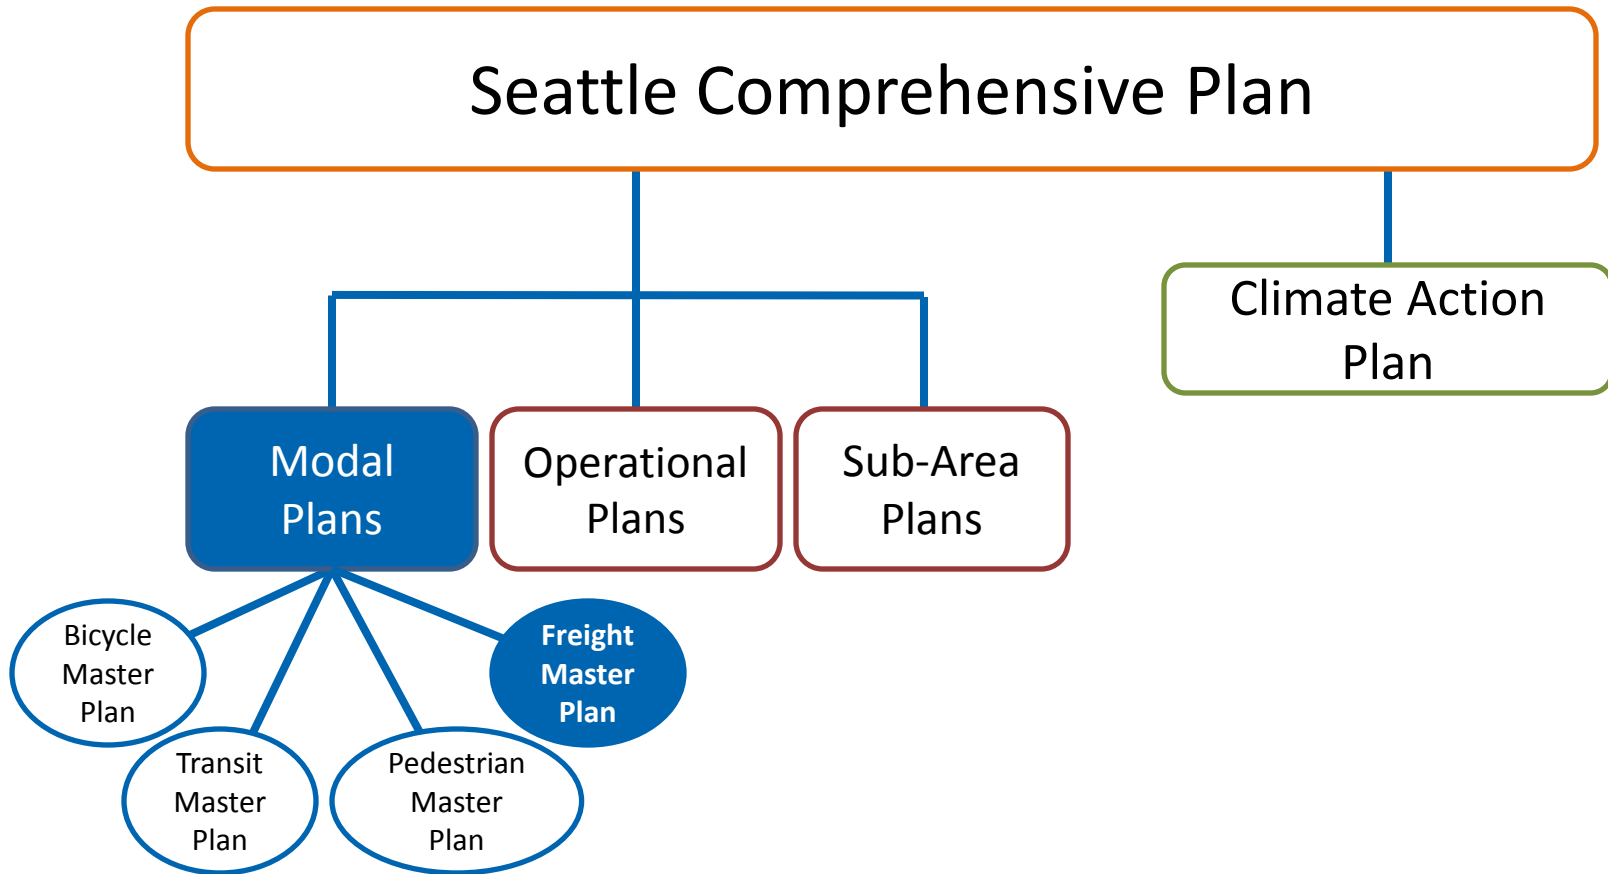 Seattle Comprehensive Plan
Climate Action
Plan
Modal
Plans
Operational
Plans
Sub-Area
Plans
Bicycle
Master
Plan
Freight
Master
Plan
Transit
Master
Plan
Pedestrian
Master
Plan